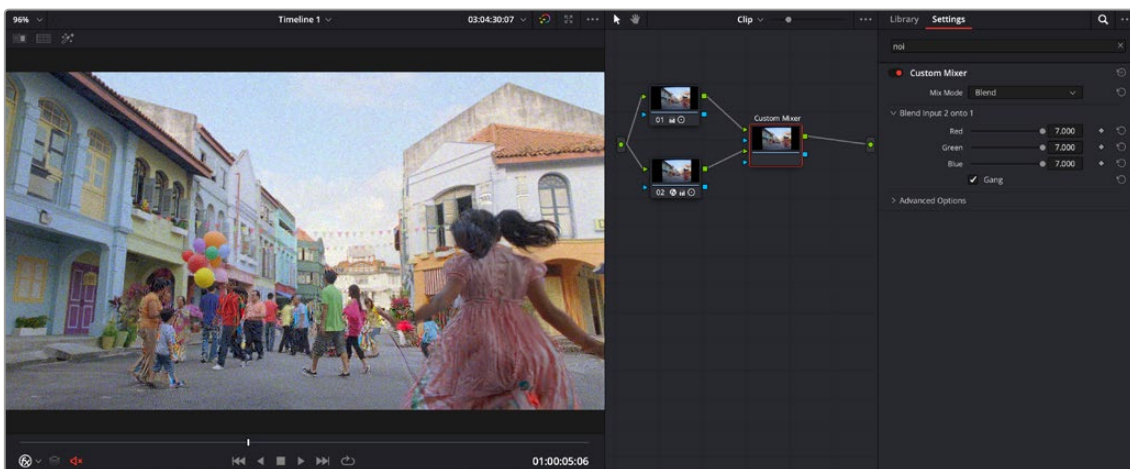 96% Timeline 1 03:04:30:07 Clip Library Settings
noi
Custom Mixer
Mix Mode Blend
Blend Input 2 onto 1
Red 7.000
Green 7.000
Blue 7.000
Gang
Advanced Options
Custom Mixer
01
02
01:00:05:06